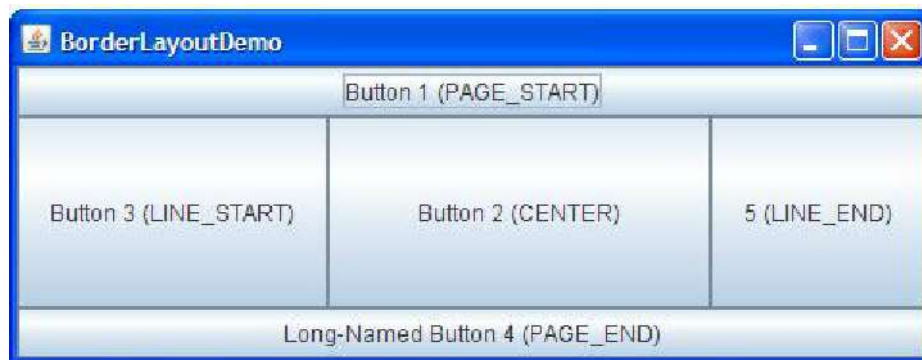 BorderLayoutDemo
Button 1 (PAGE_START)
Button 3 (LINE_START)
Button 2 (CENTER)
5 (LINE_END)
Long-Named Button 4 (PAGE_END)